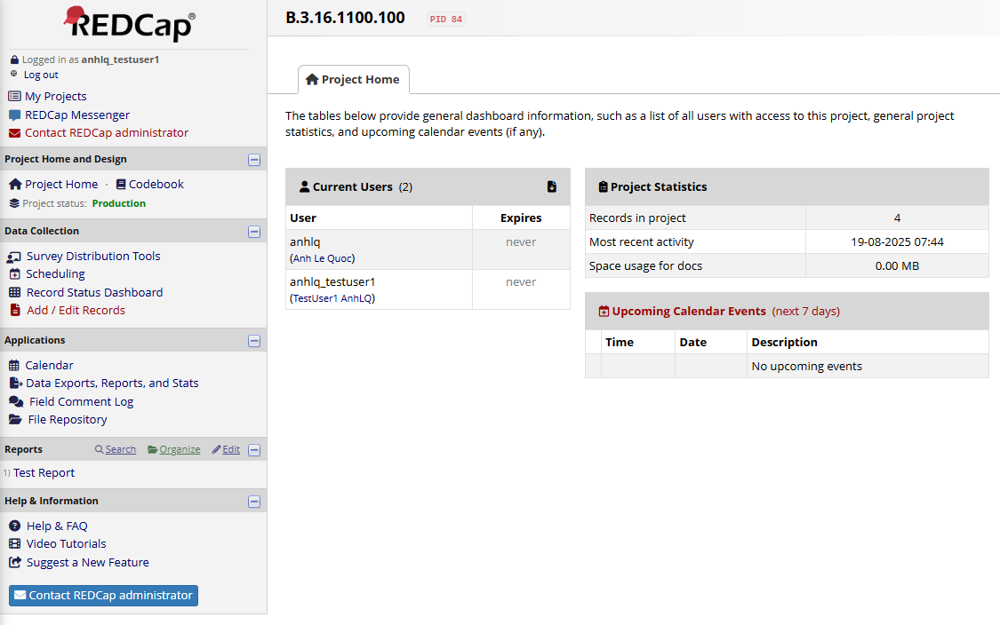 REDCap®
Logged in as anhlq_testuser1
Log out
My Projects
REDCap Messenger
Contact REDCap administrator
Project Home and Design
Project Home · Codebook
Project status: Production
Data Collection
Survey Distribution Tools
Scheduling
Record Status Dashboard
Add / Edit Records
Applications
Calendar
Data Exports, Reports, and Stats
Field Comment Log
File Repository
Reports Search Organize Edit
1) Test Report
Help & Information
Help & FAQ
Video Tutorials
Suggest a New Feature
Contact REDCap administrator
B.3.16.1100.100 PID 84
Project Home
The tables below provide general dashboard information, such as a list of all users with access to this project, general project
statistics, and upcoming calendar events (if any).
Current Users (2)
User Expires
anhlq never
(Anh Le Quoc)
anhlq_testuser1 never
(TestUser1 AnhLQ)
Project Statistics
Records in project 4
Most recent activity 19-08-2025 07:44
Space usage for docs 0.00 MB
Upcoming Calendar Events (next 7 days)
Time Date Description
No upcoming events